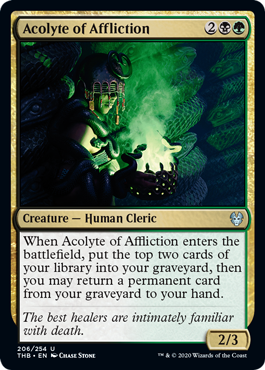 Acolyte of Affliction 2
Creature — Human Cleric
When Acolyte of Affliction enters the
battlefield, put the top two cards of
your library into your graveyard, then
you may return a permanent card
from your graveyard to your hand.
The best healers are intimately familiar
with death.
2/3
206/254 U
THB • EN Chase Stone
™ & © 2020 Wizards of the Coast